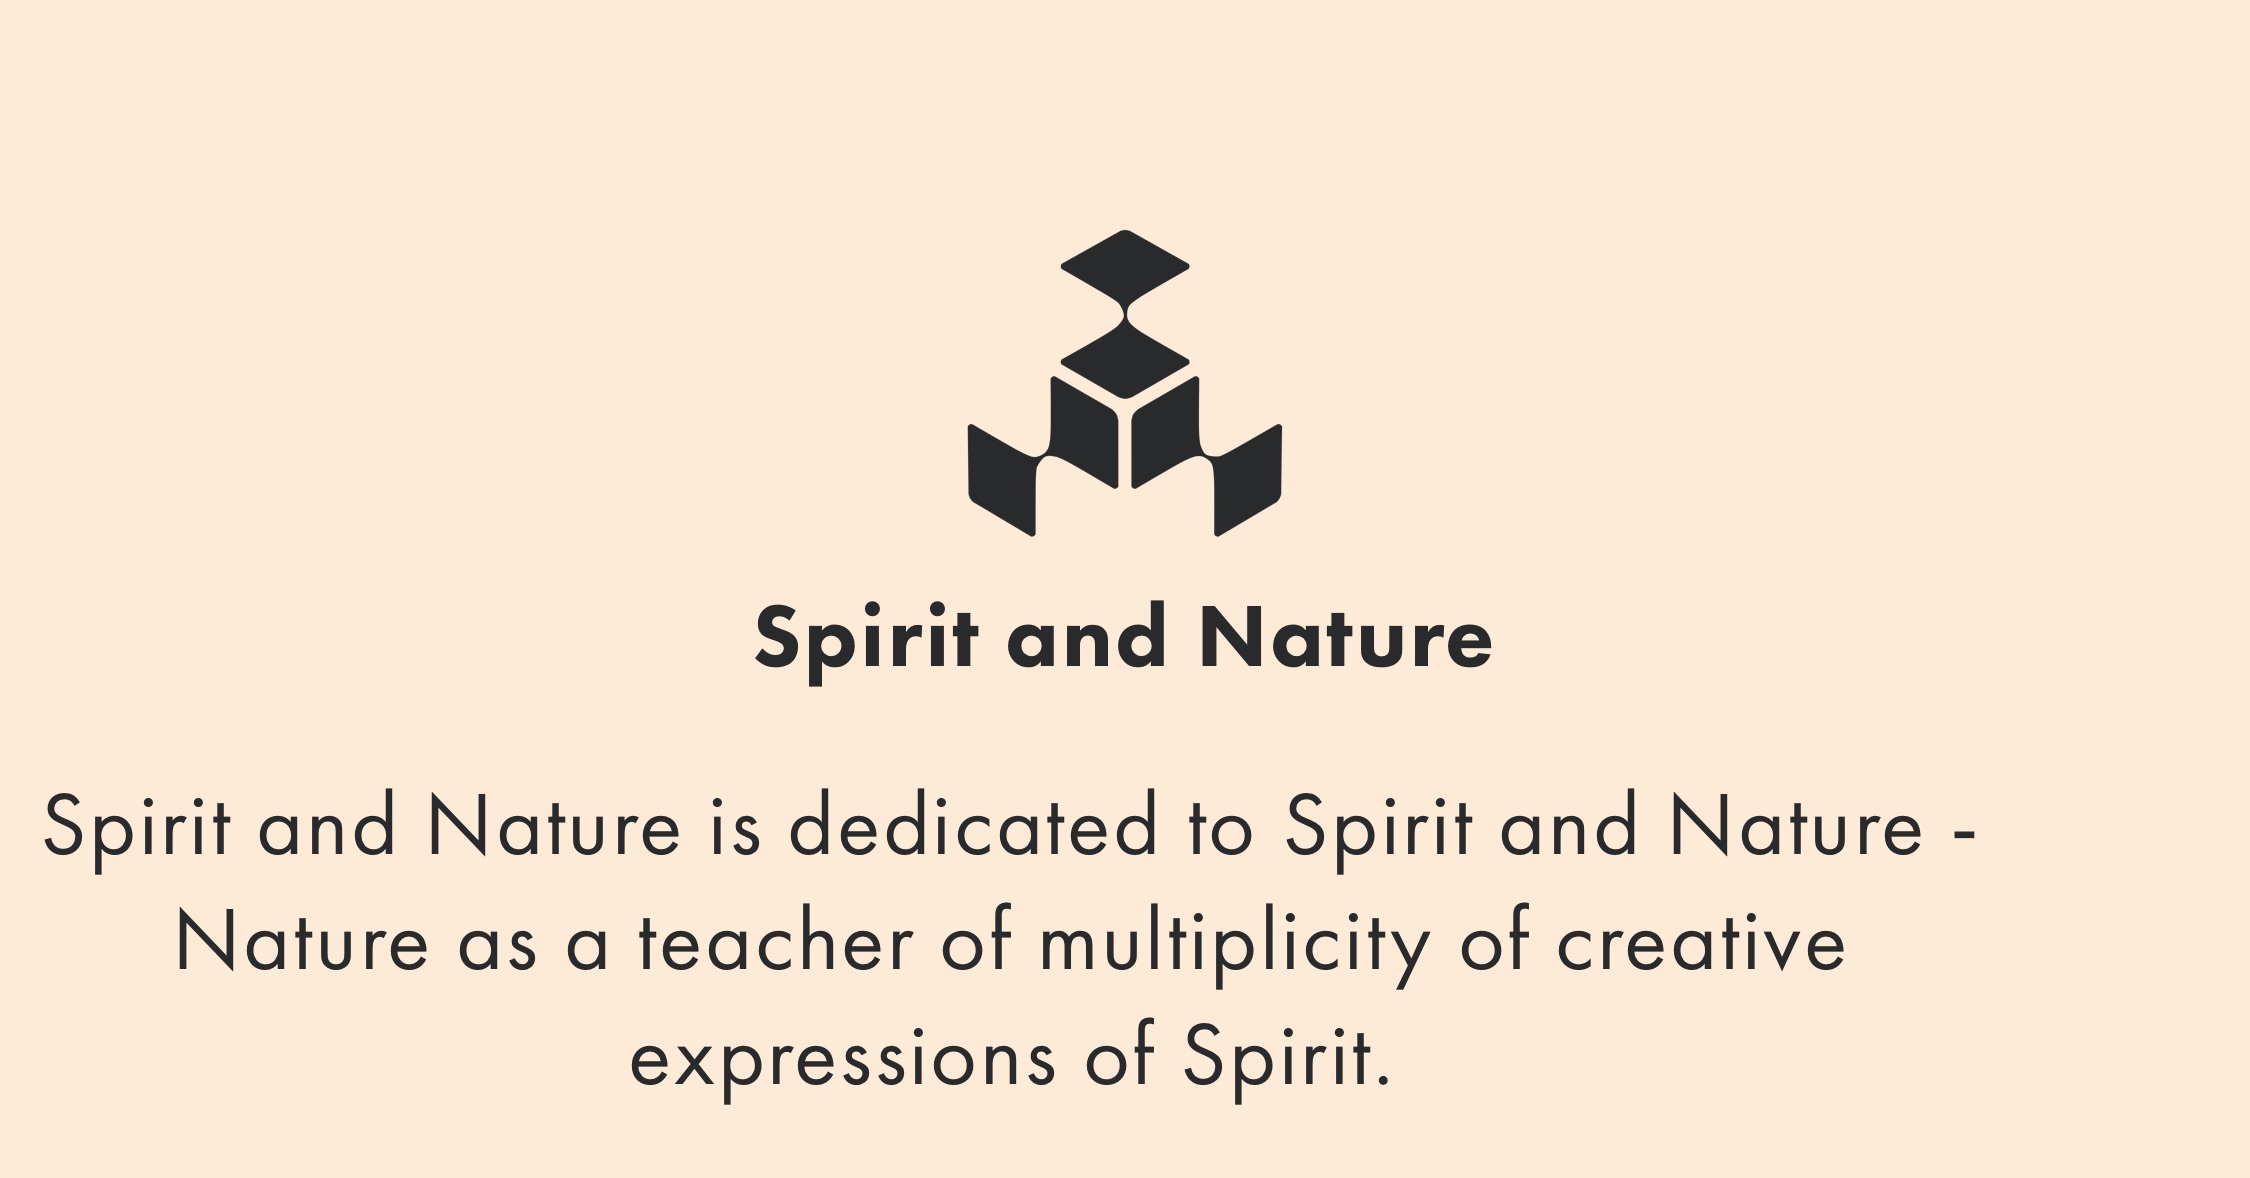 Spirit and Nature
Spirit and Nature is dedicated to Spirit and Nature -
Nature as a teacher of multiplicity of creative
expressions of Spirit.